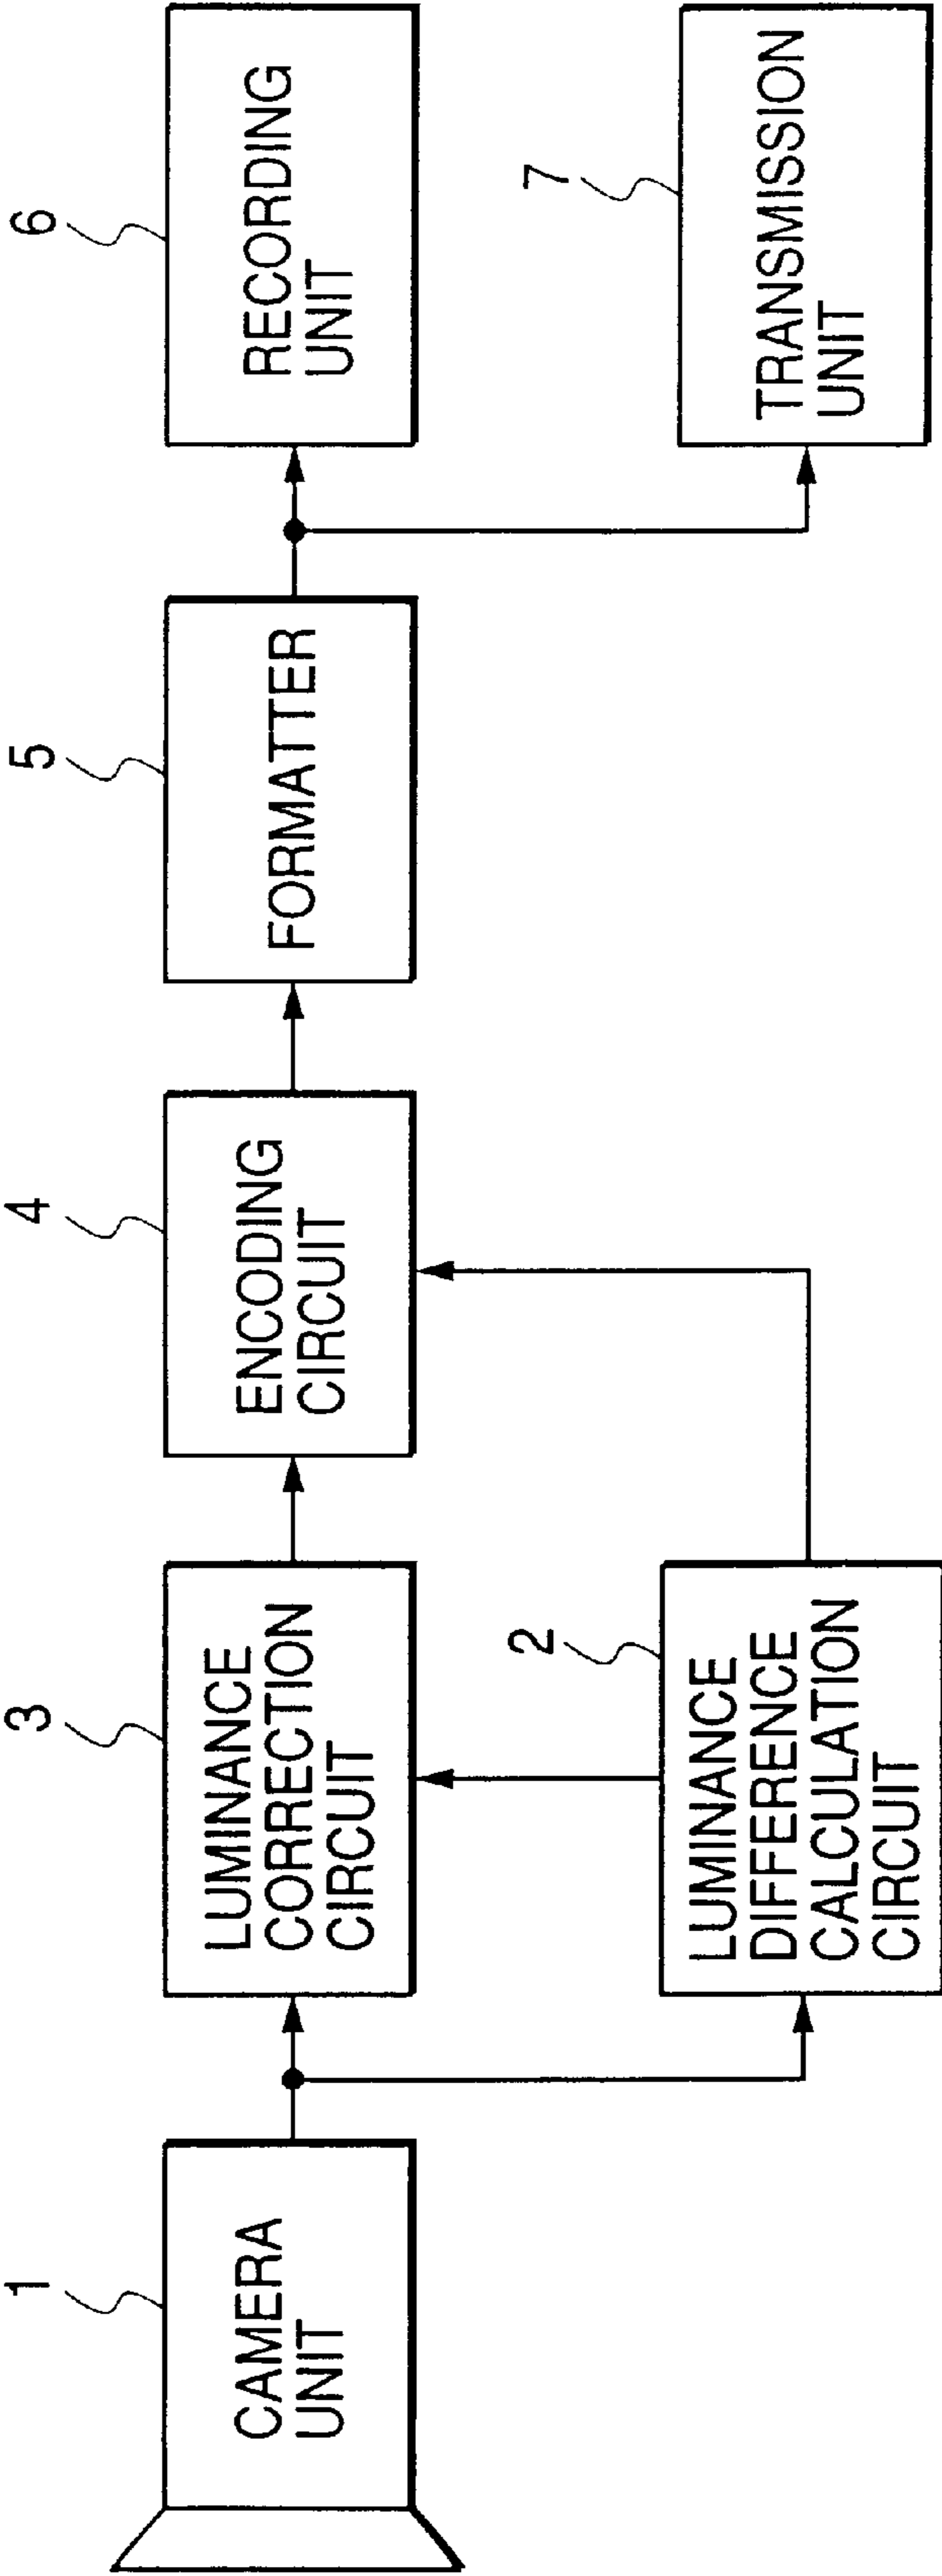 1
CAMERA
UNIT
3
LUMINANCE
CORRECTION
CIRCUIT
2
LUMINANCE
DIFFERENCE
CALCULATION
CIRCUIT
4
ENCODING
CIRCUIT
5
FORMATTER
6
RECORDING
UNIT
7
TRANSMISSION
UNIT